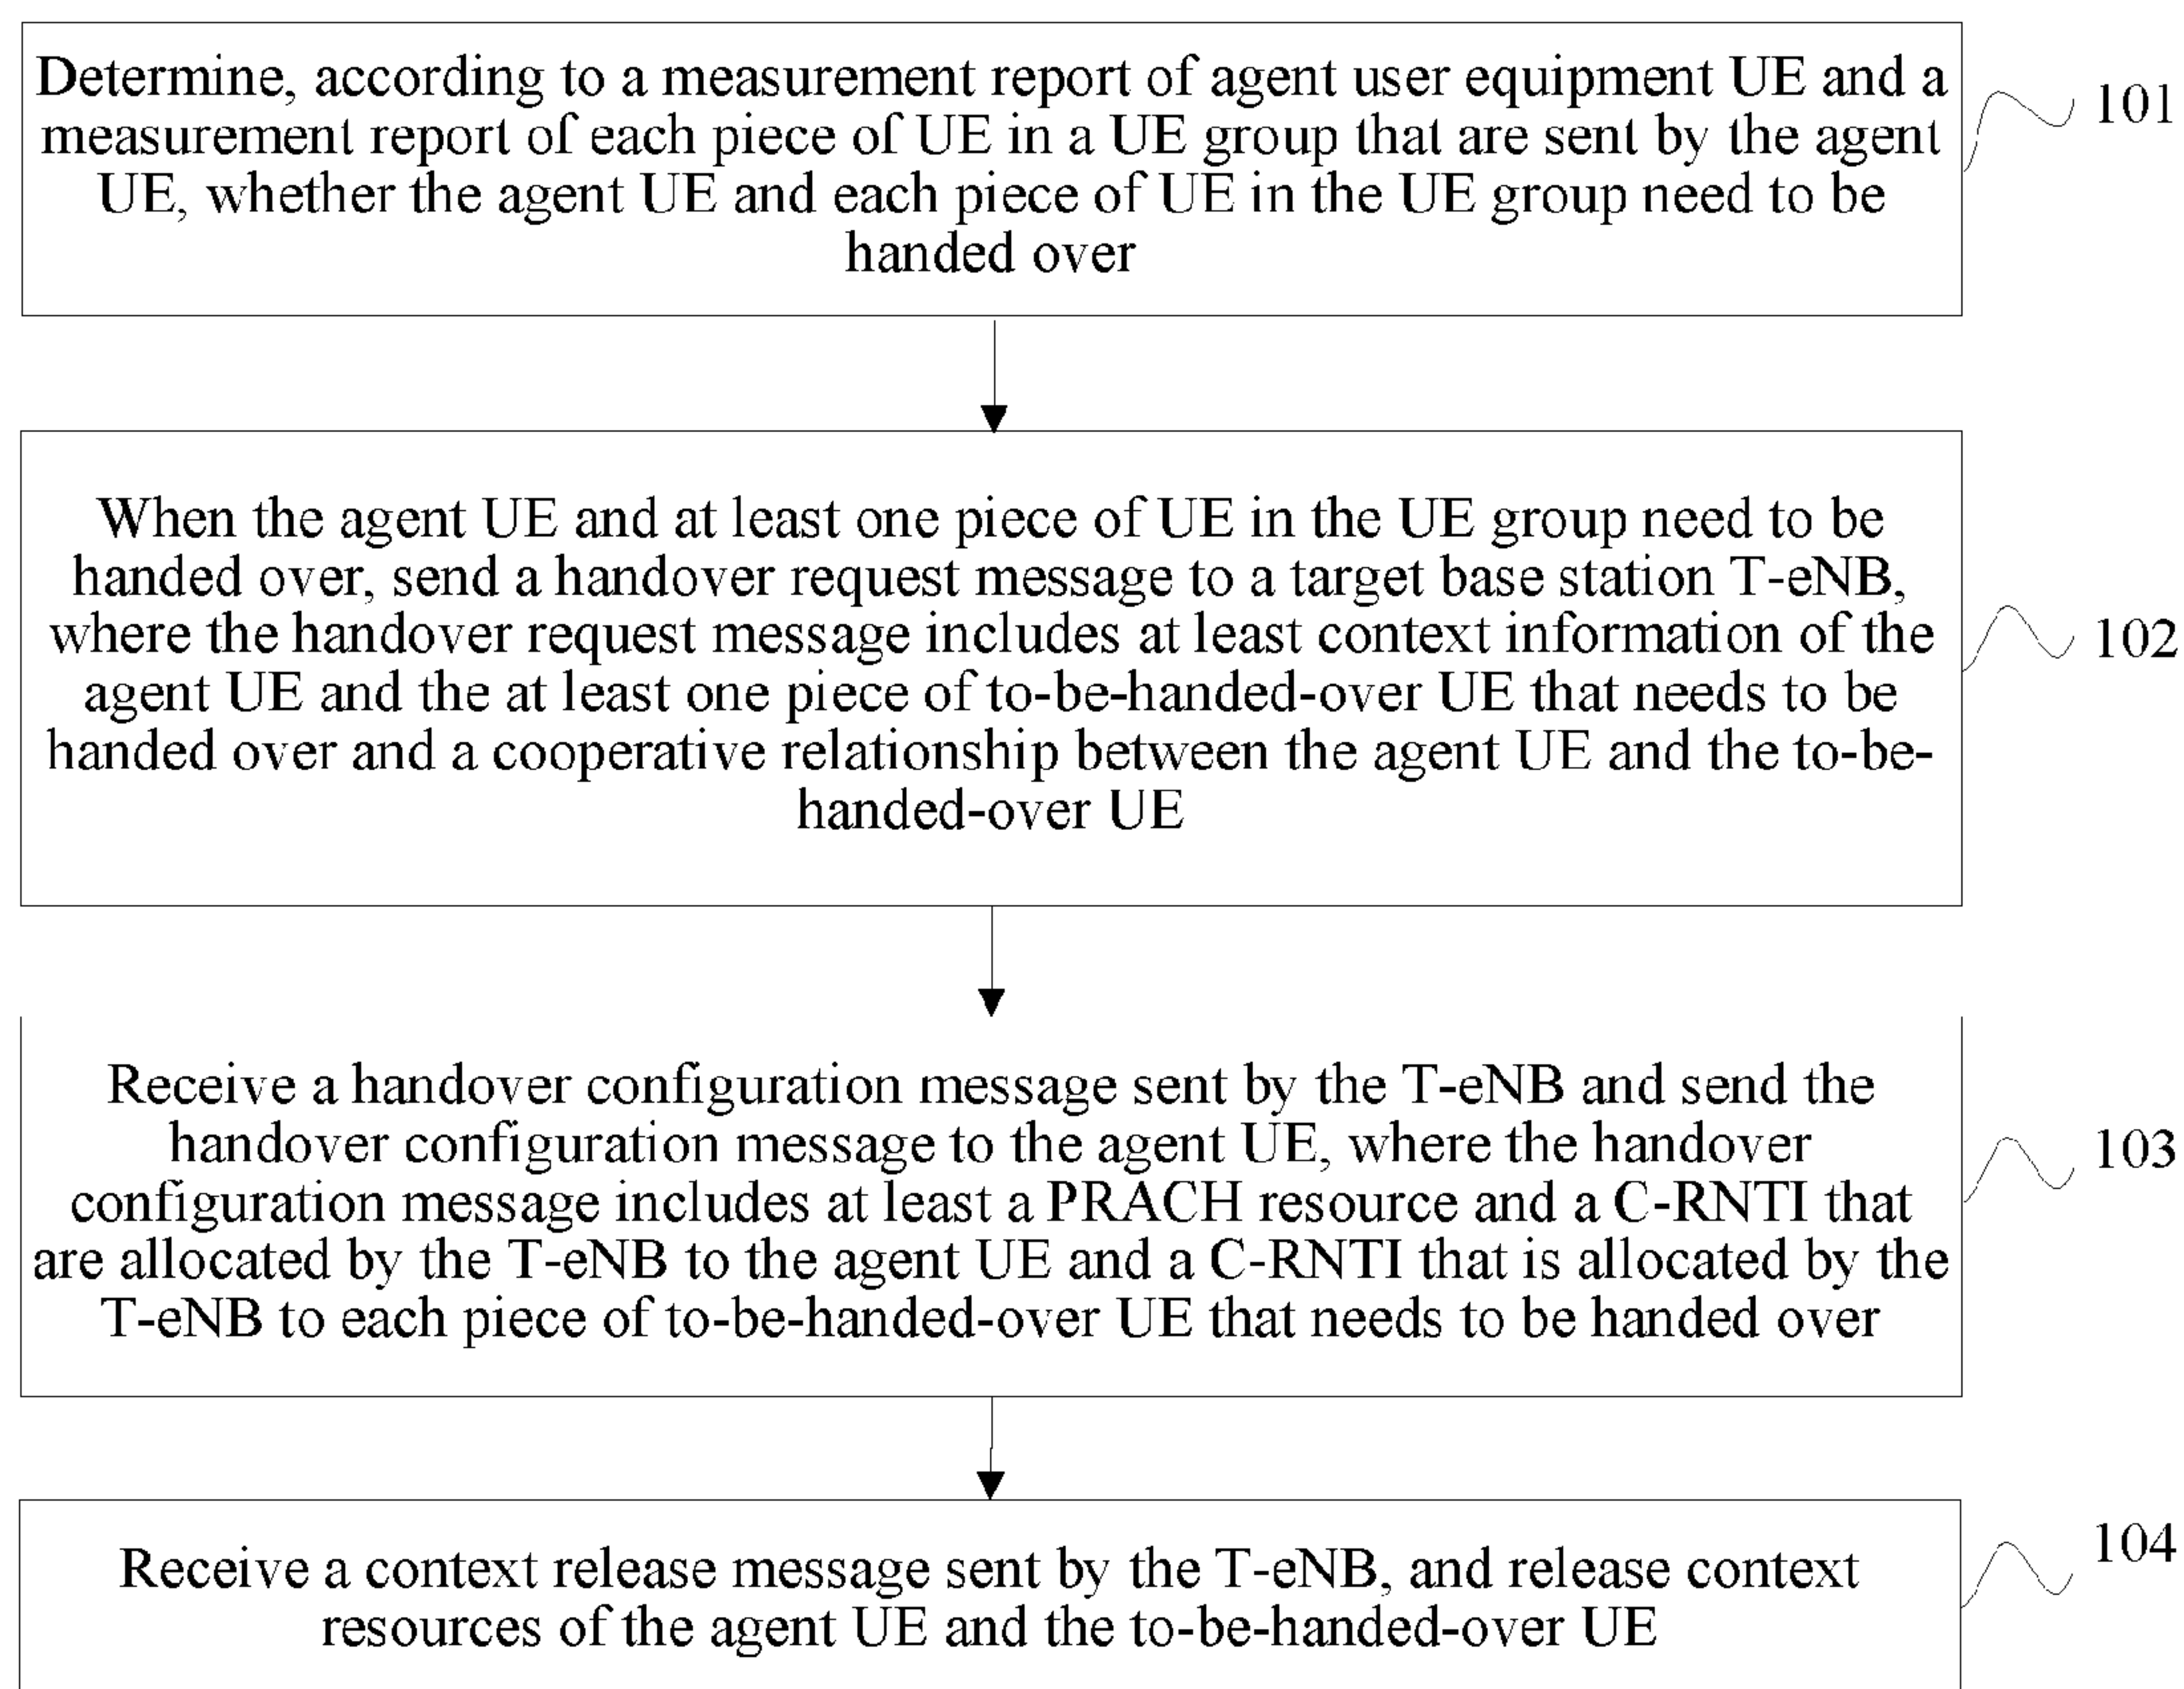 Determine, according to a measurement report of agent user equipment UE and a
measurement report of each piece of UE in a UE group that are sent by the agent
UE, whether the agent UE and each piece of UE in the UE group need to be
handed over
101
When the agent UE and at least one piece of UE in the UE group need to be
handed over, send a handover request message to a target base station T-eNB,
where the handover request message includes at least context information of the
agent UE and the at least one piece of to-be-handed-over UE that needs to be
handed over and a cooperative relationship between the agent UE and the to-be-
handed-over UE
102
Receive a handover configuration message sent by the T-eNB and send the
handover configuration message to the agent UE, where the handover
configuration message includes at least a PRACH resource and a C-RNTI that
are allocated by the T-eNB to the agent UE and a C-RNTI that is allocated by the
T-eNB to each piece of to-be-handed-over UE that needs to be handed over
103
Receive a context release message sent by the T-eNB, and release context
resources of the agent UE and the to-be-handed-over UE
104